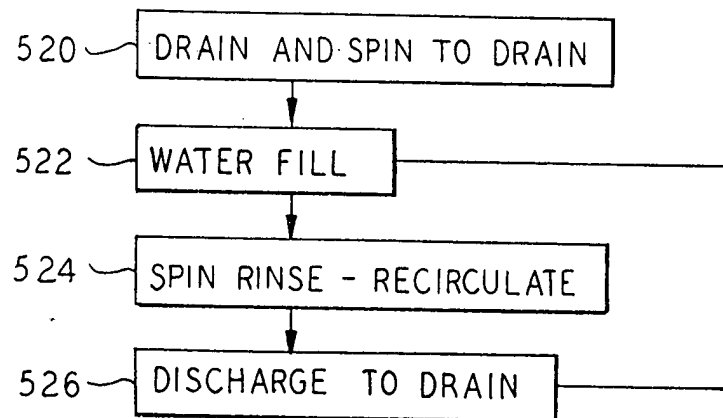 520 DRAIN AND SPIN TO DRAIN
522 WATER FILL
524 SPIN RINSE - RECIRCULATE
526 DISCHARGE TO DRAIN